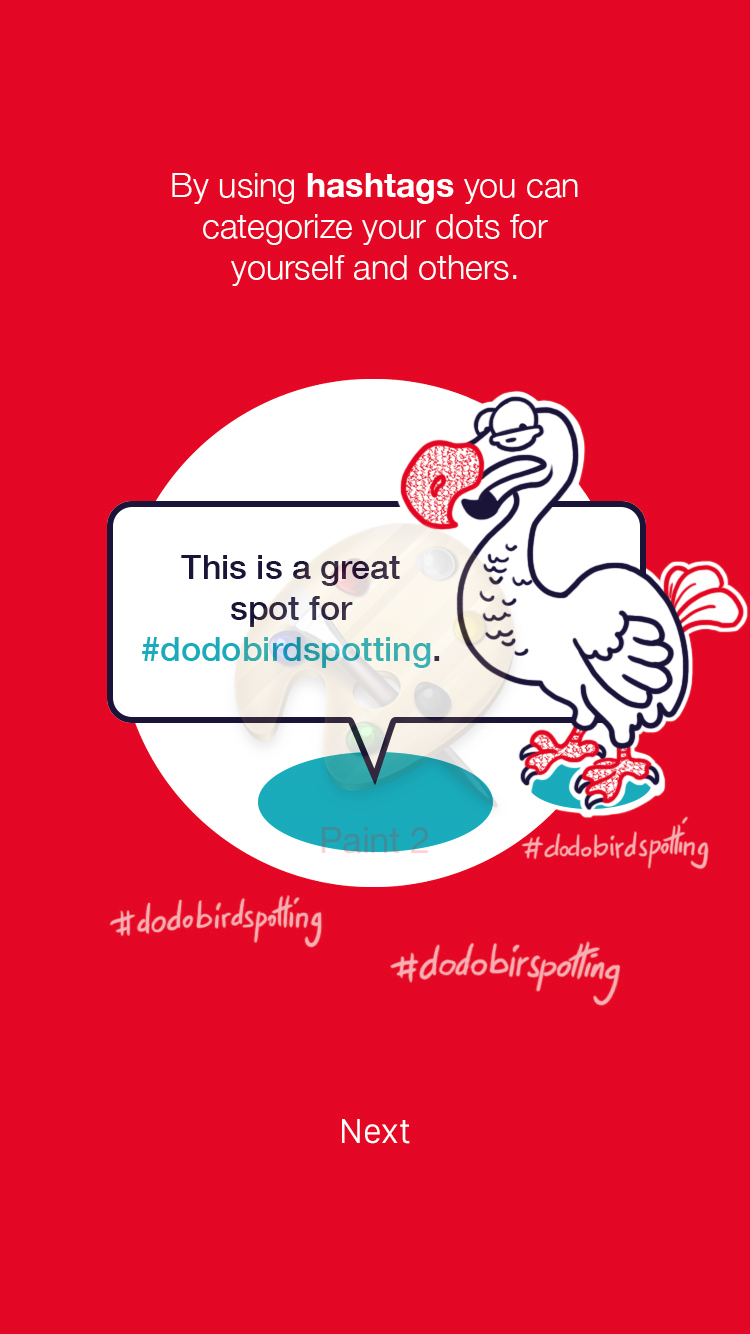 By using hashtags you can
categorize your dots for
yourself and others.
This is a great
spot for
#dodobirdspotting.
Paint 2
#dodobirdspotting
#dodobirdspotting
#dodobirspotting
Next